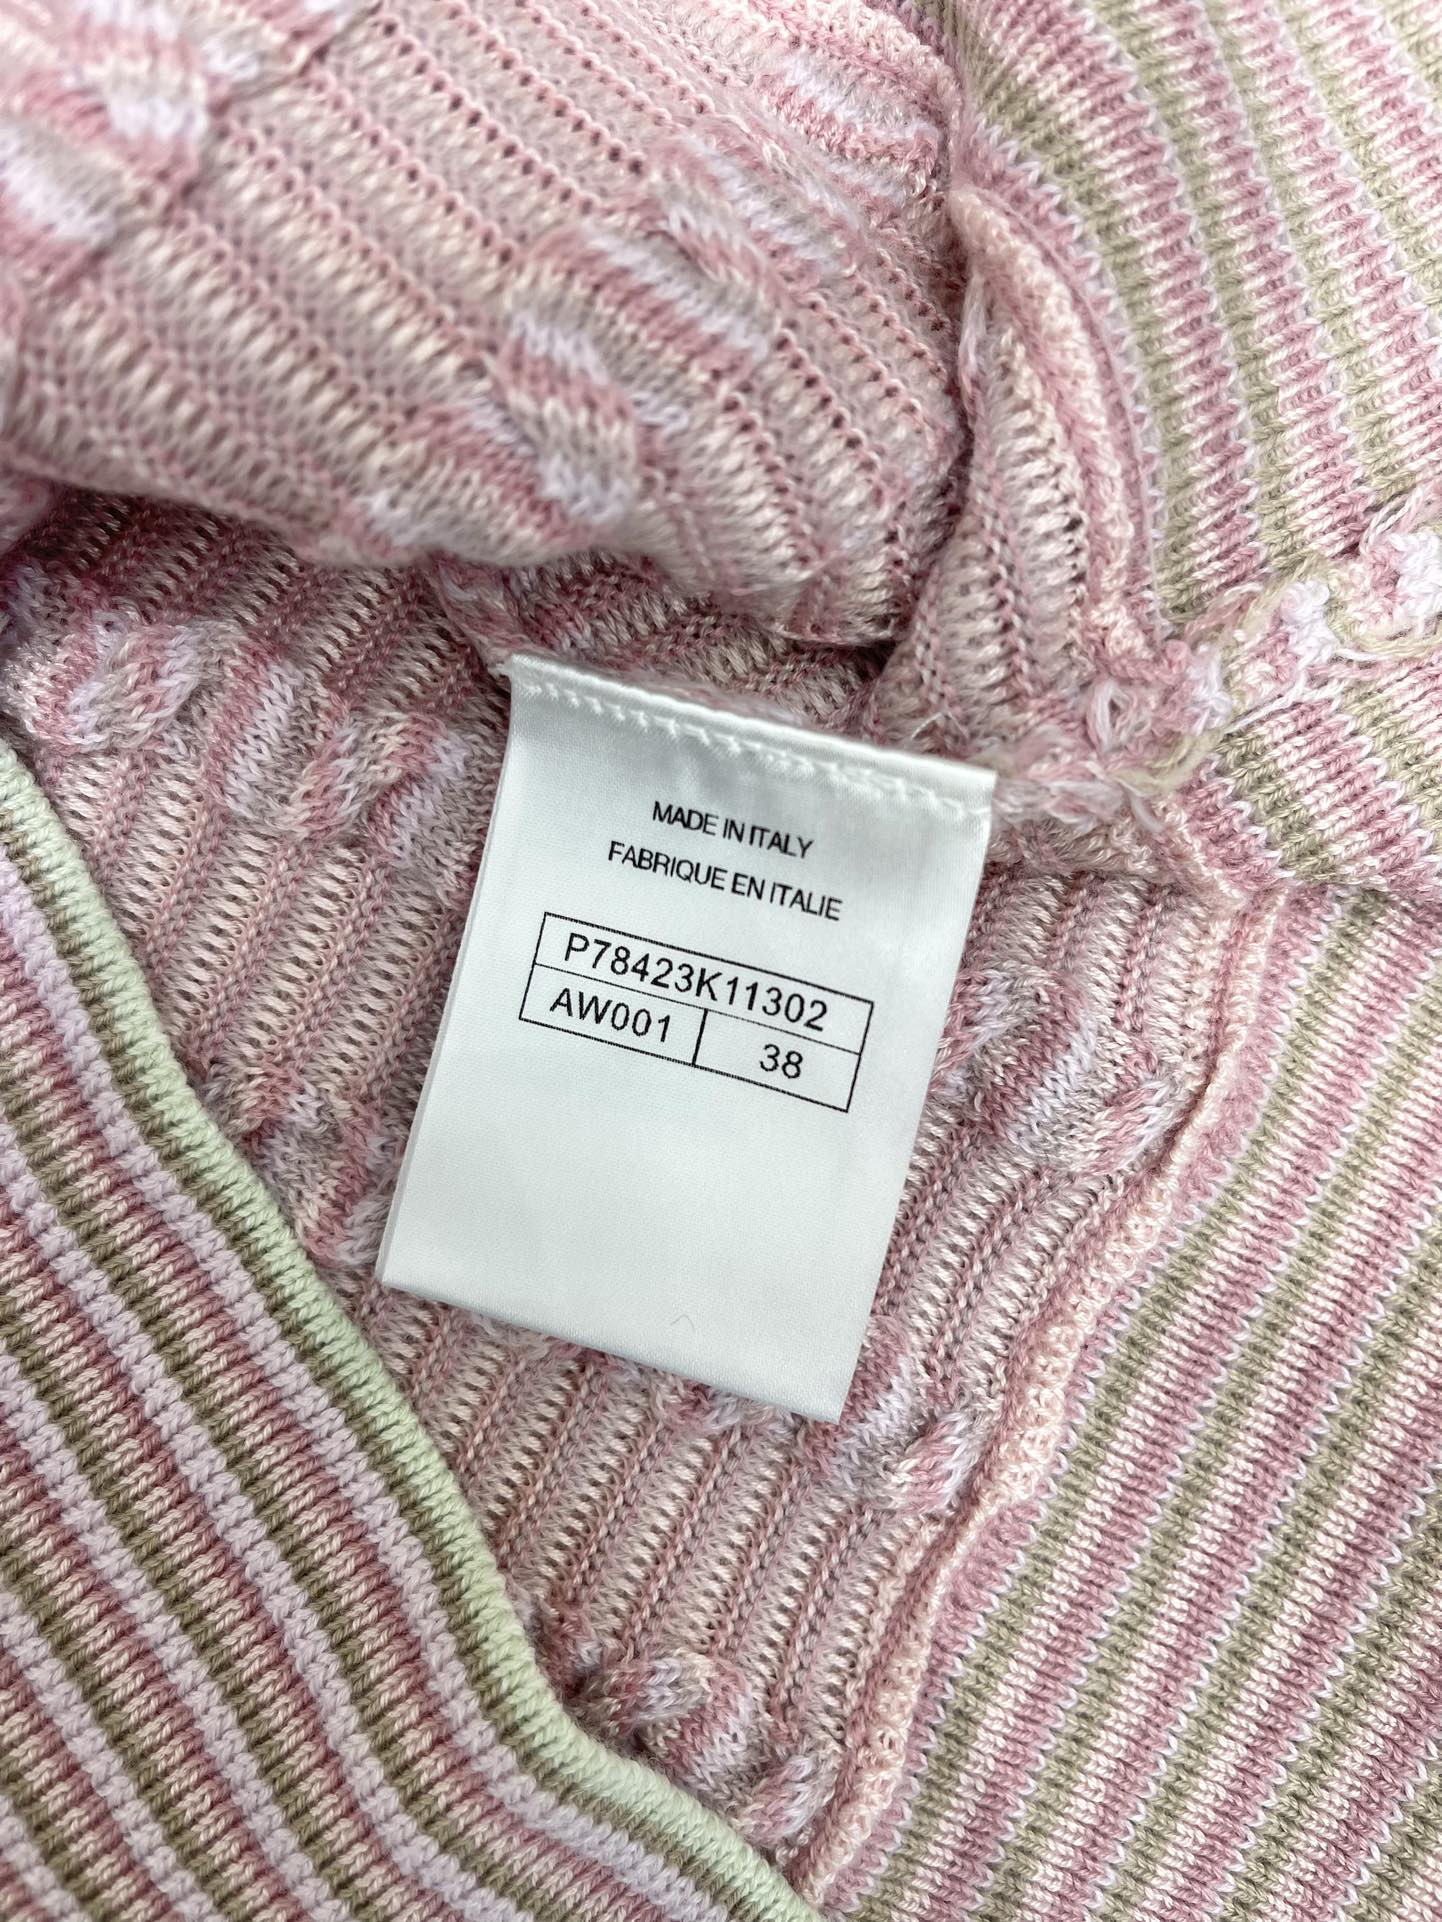 MADE IN ITALY
FABRIQUE EN ITALIE
P78423K11302
AW001 38